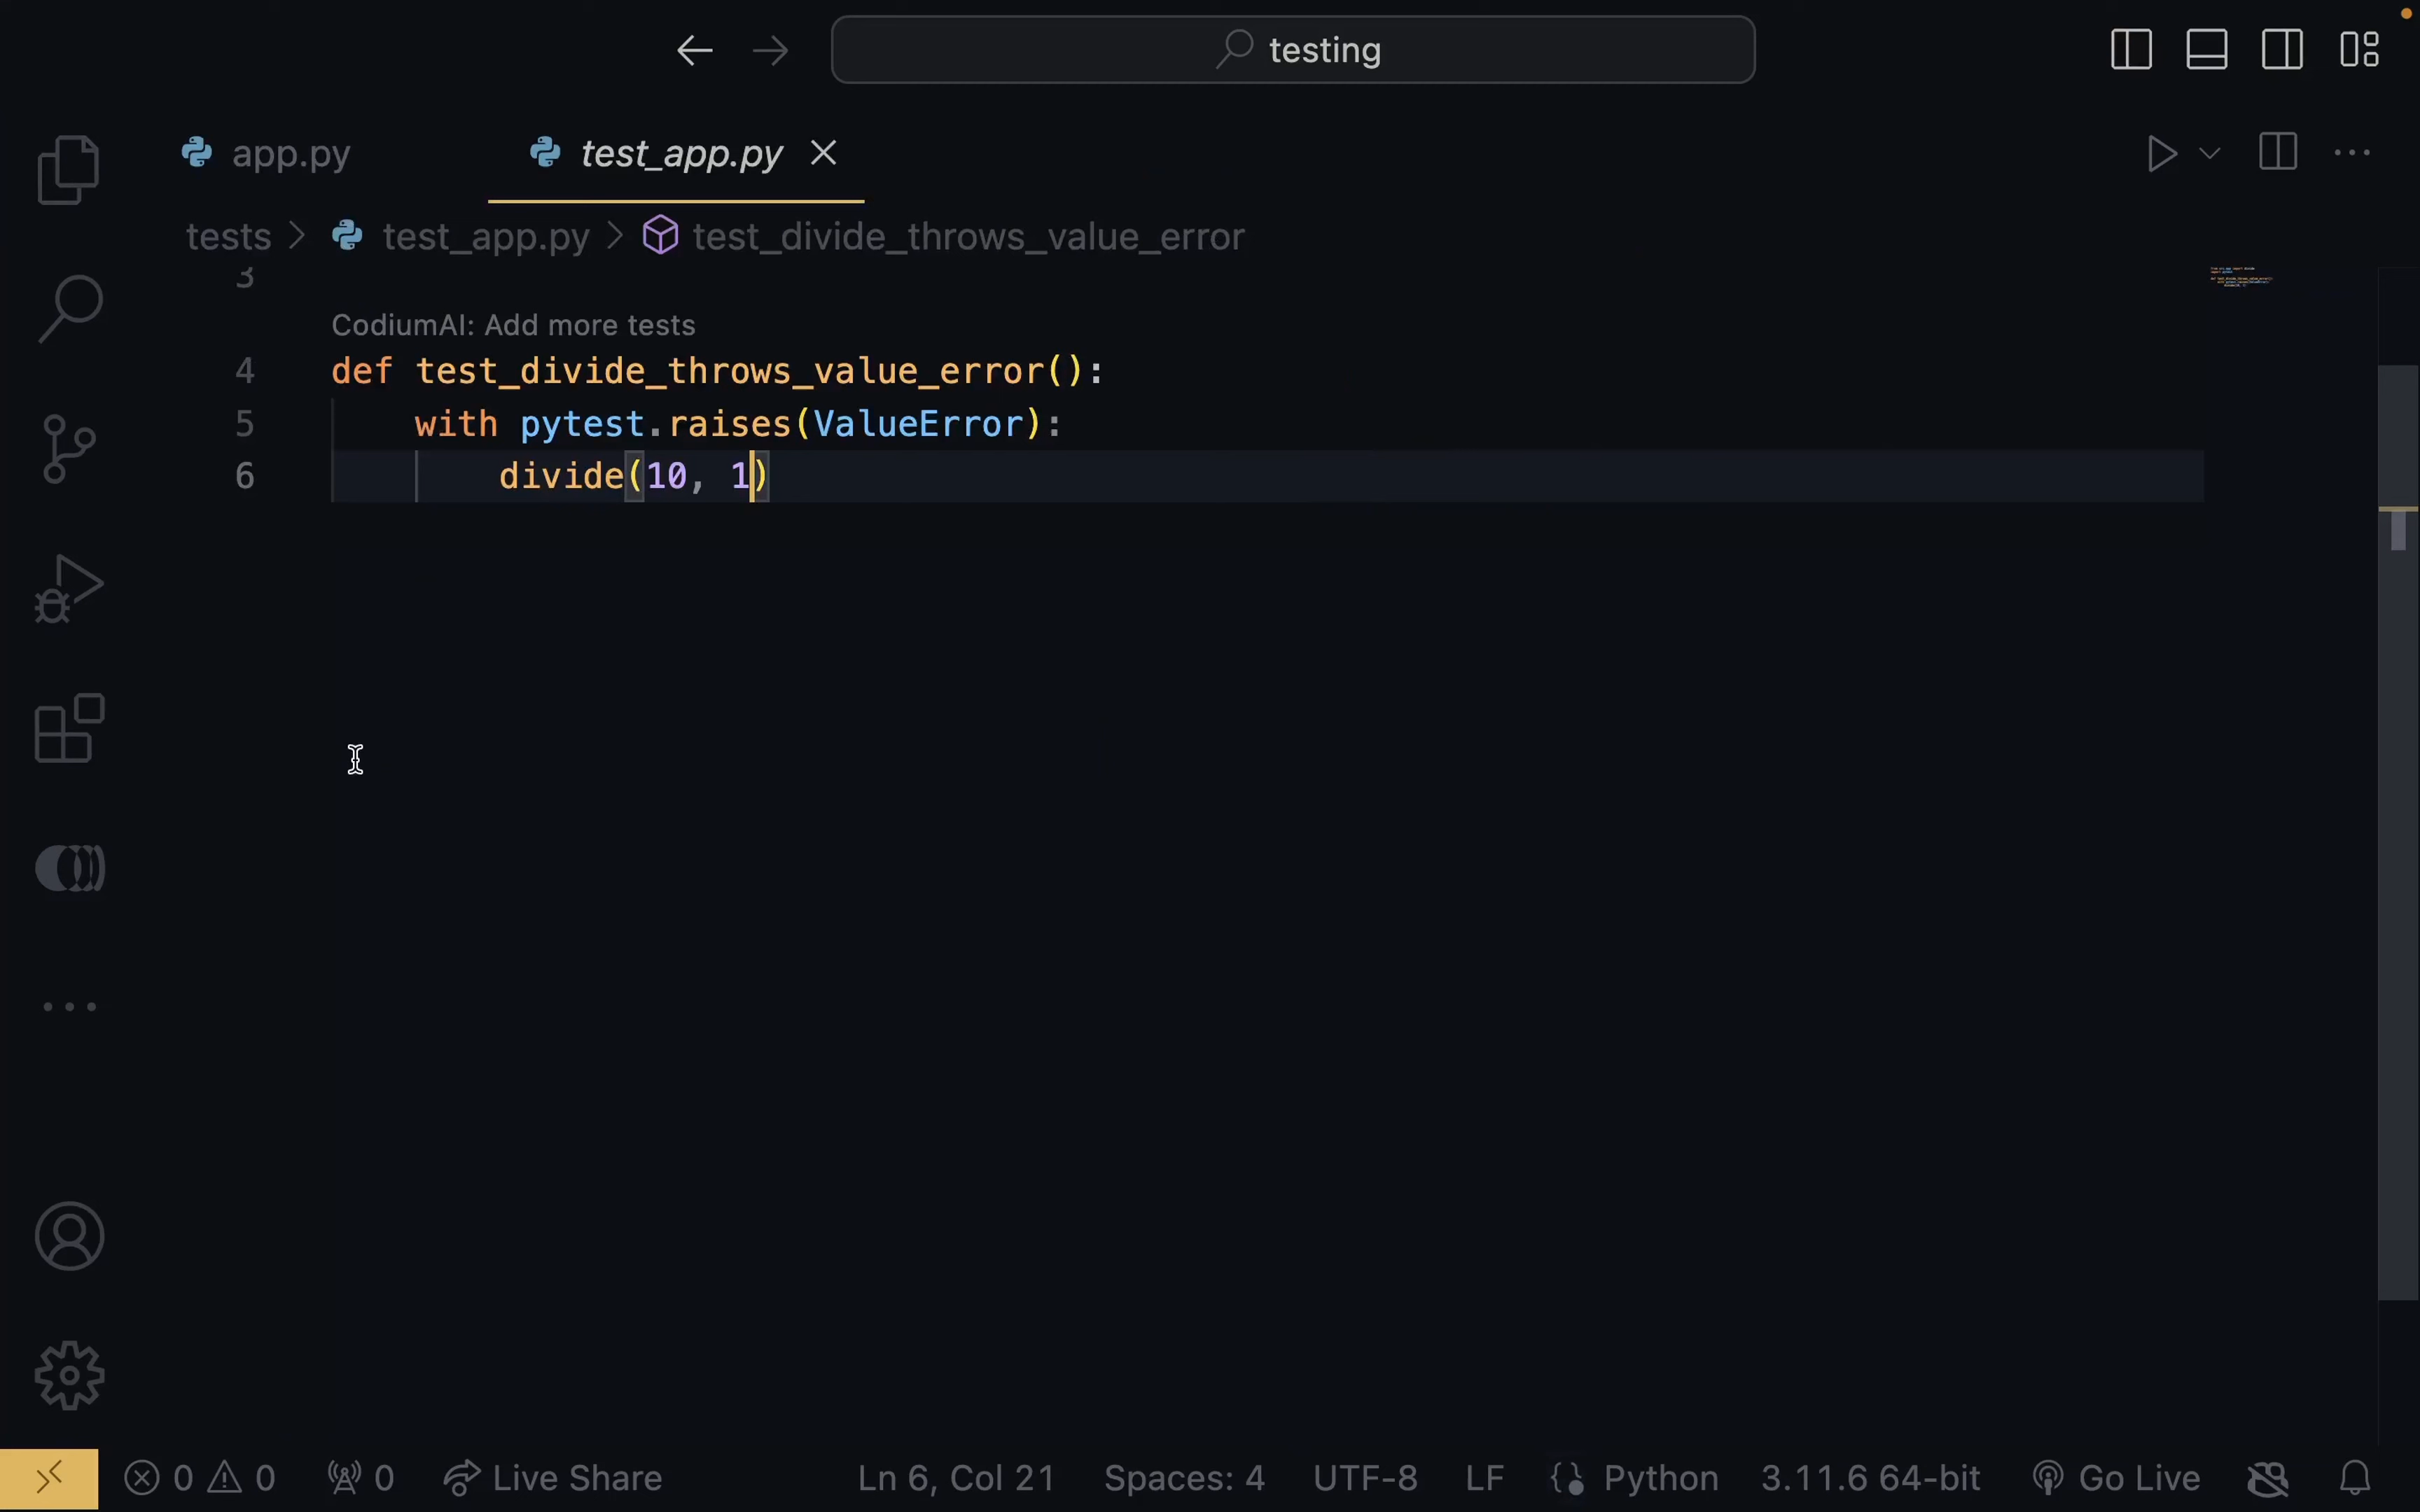 testing
app.py
test_app.py
tests > test_app.py > test_divide_throws_value_error
3
CodiumAI: Add more tests
4 def test_divide_throws_value_error():
5 with pytest.raises(ValueError):
6 divide(10, 1)
0 0 0 Live Share Ln 6, Col 21 Spaces: 4 UTF-8 LF Python 3.11.6 64-bit Go Live